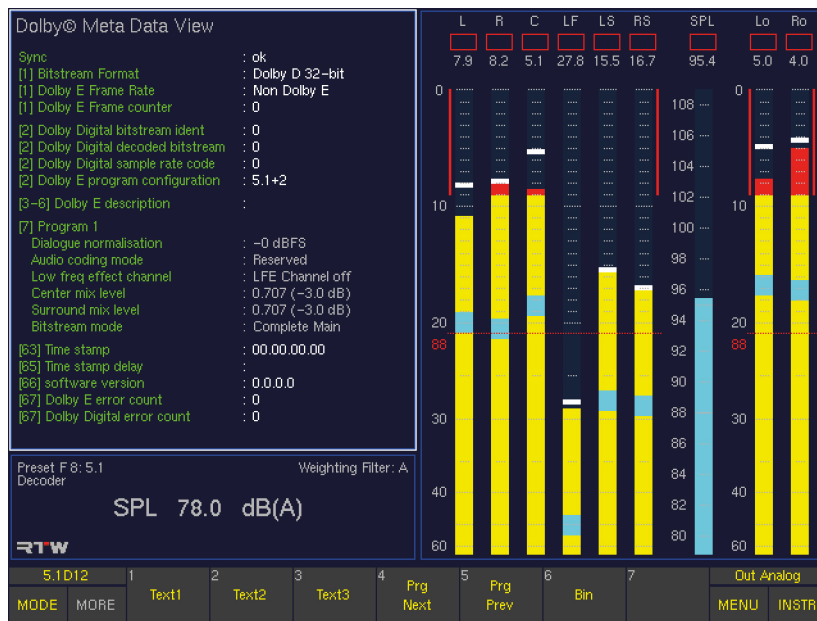 Dolby© Meta Data View
Sync : ok
[1] Bitstream Format : Dolby D 32-bit
[1] Dolby E Frame Rate : Non Dolby E
[1] Dolby E Frame counter : 0
[2] Dolby Digital bitstream ident : 0
[2] Dolby Digital decoded bitstream : 0
[2] Dolby Digital sample rate code : 0
[2] Dolby E program configuration : 5.1+2
[3-6] Dolby E description :
[7] Program 1
Dialogue normalisation : -0 dBFS
Audio coding mode : Reserved
Low freq effect channel : LFE Channel off
Center mix level : 0.707 (-3.0 dB)
Surround mix level : 0.707 (-3.0 dB)
Bitstream mode : Complete Main
[63] Time stamp : 00.00.00.00
[65] Time stamp delay :
[66] software version : 0.0.0.0
[67] Dolby E error count : 0
[67] Dolby Digital error count : 0
Preset F 8: 5.1 Weighting Filter: A
Decoder
SPL 78.0 dB(A)
RTW
L R C LF LS RS SPL Lo Ro
7.9 8.2 5.1 27.8 15.5 16.7 95.4 5.0 4.0
0 0
108
106
104
102
10 10
100
98
96
94
20 20
88 88
92
90
30 88 30
86
84
40 40
82
80
60 60
5.1D12 1 2 3 4 5 6 7 Out Analog
Text1 Text2 Text3 Prg Next Prg Prev Bin
MODE MORE MENU INSTR